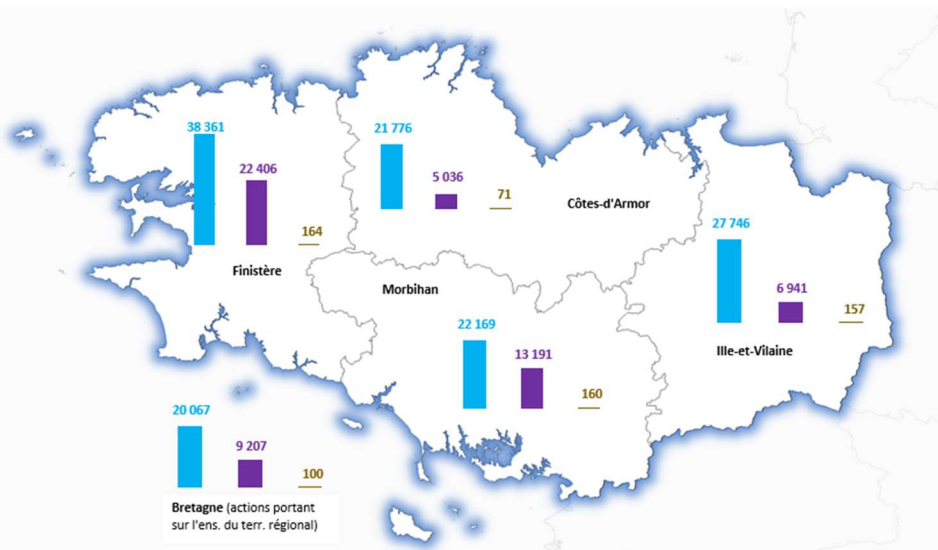 38 361
22 406
164
Finistère
21 776
5 036
71
Côtes-d'Armor
27 746
6 941
157
Ille-et-Vilaine
Morbihan
22 169
13 191
160
20 067
9 207
100
Bretagne (actions portant
sur l'ens. du terr. régional)